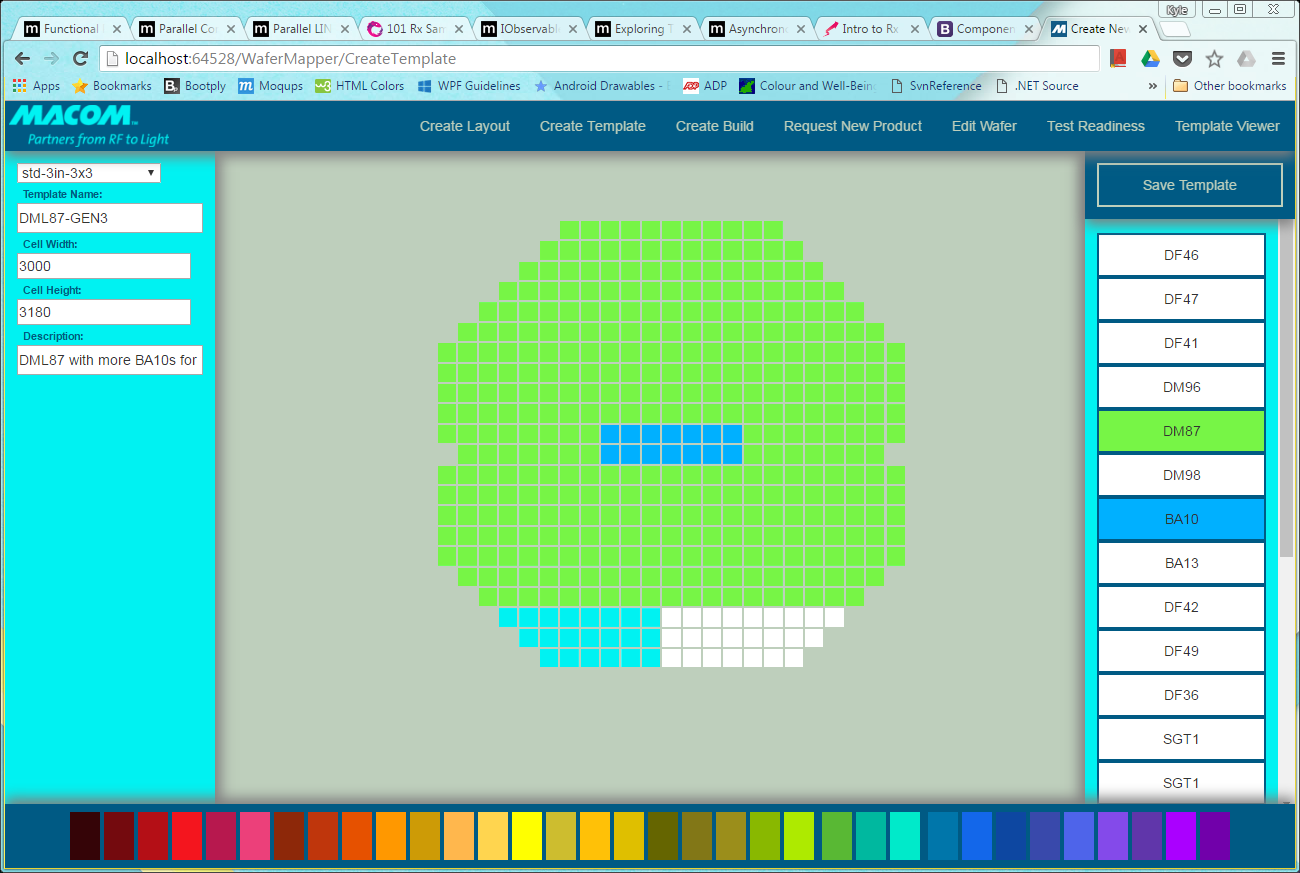 Kyle
Functional
Parallel Co
Parallel LIN
101 Rx Sam
IObservabl
Exploring T
Asynchron
Intro to Rx
Componen
Create New
localhost:64528/WaferMapper/CreateTemplate
Apps
Bookmarks
Bootply
Moqups
HTML Colors
WPF Guidelines
Android Drawables -
ADP
Colour and Well-Bein
SvnReference
.NET Source
»
Other bookmarks
MACOM™
Partners from RF to Light
Create Layout
Create Template
Create Build
Request New Product
Edit Wafer
Test Readiness
Template Viewer
std-3in-3x3
Template Name:
DML87-GEN3
Cell Width:
3000
Cell Height:
3180
Description:
DML87 with more BA10s for
Save Template
DF46
DF47
DF41
DM96
DM87
DM98
BA10
BA13
DF42
DF49
DF36
SGT1
SGT1